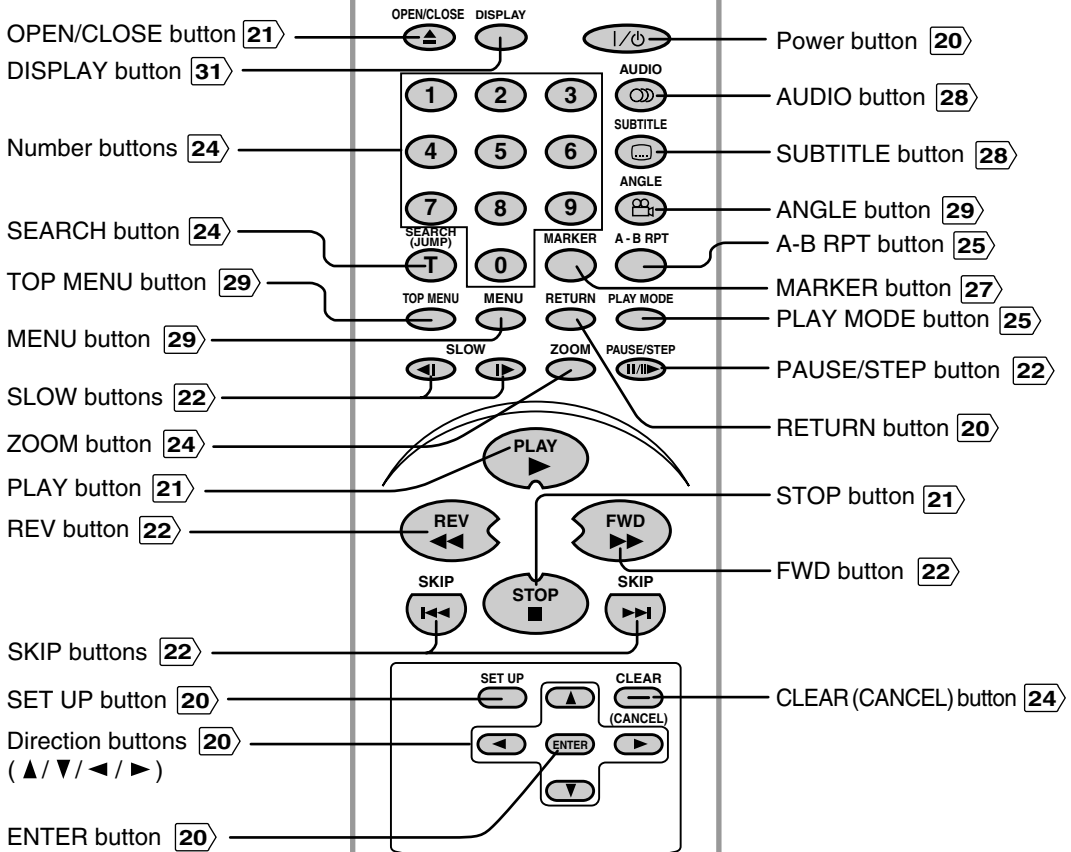 OPEN/CLOSE button 21
DISPLAY button 31
Number buttons 24
SEARCH button 24
TOP MENU button 29
MENU button 29
SLOW buttons 22
ZOOM button 24
PLAY button 21
REV button 22
SKIP buttons 22
SET UP button 20
Direction buttons 20
(▲/▼/◄/►)
ENTER button 20
OPEN/CLOSE DISPLAY
I/⏻
AUDIO
1 2 3
SUBTITLE
4 5 6
ANGLE
7 8 9
SEARCH
(JUMP)
MARKER A-B RPT
T 0
TOP MENU MENU RETURN PLAY MODE
SLOW ZOOM PAUSE/STEP
PLAY
REV FWD
SKIP STOP SKIP
SET UP CLEAR
(CANCEL)
ENTER
Power button 20
AUDIO button 28
SUBTITLE button 28
ANGLE button 29
A-B RPT button 25
MARKER button 27
PLAY MODE button 25
PAUSE/STEP button 22
RETURN button 20
STOP button 21
FWD button 22
CLEAR (CANCEL) button 24